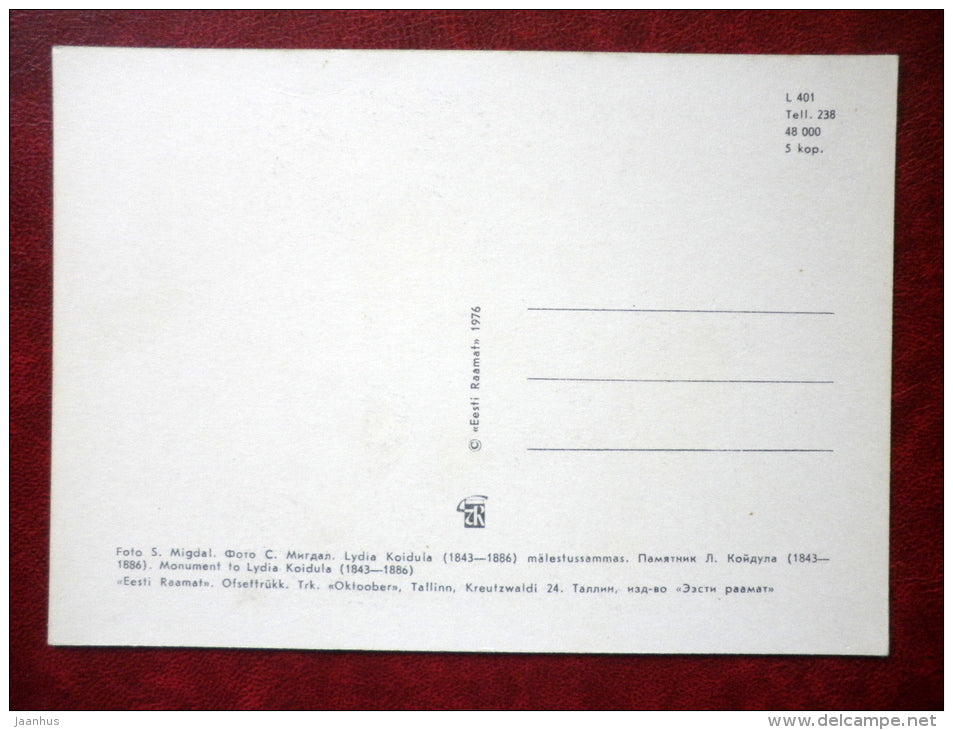 L 401
Tell. 238
48 000
5 kop.
© «Eesti Raamat» 1976
Foto S. Migdal. Фото С. Мигдал. Lydia Koidula (1843—1886) mälestussammas. Памятник Л. Койдула (1843—
1886). Monument to Lydia Koidula (1843—1886)
«Eesti Raamat». Ofsettrükk. Trk. «Oktoober», Tallinn, Kreutzwaldi 24. Таллин, изд-во «Ээсти раамат»
jaanhus
www.delcampe.net